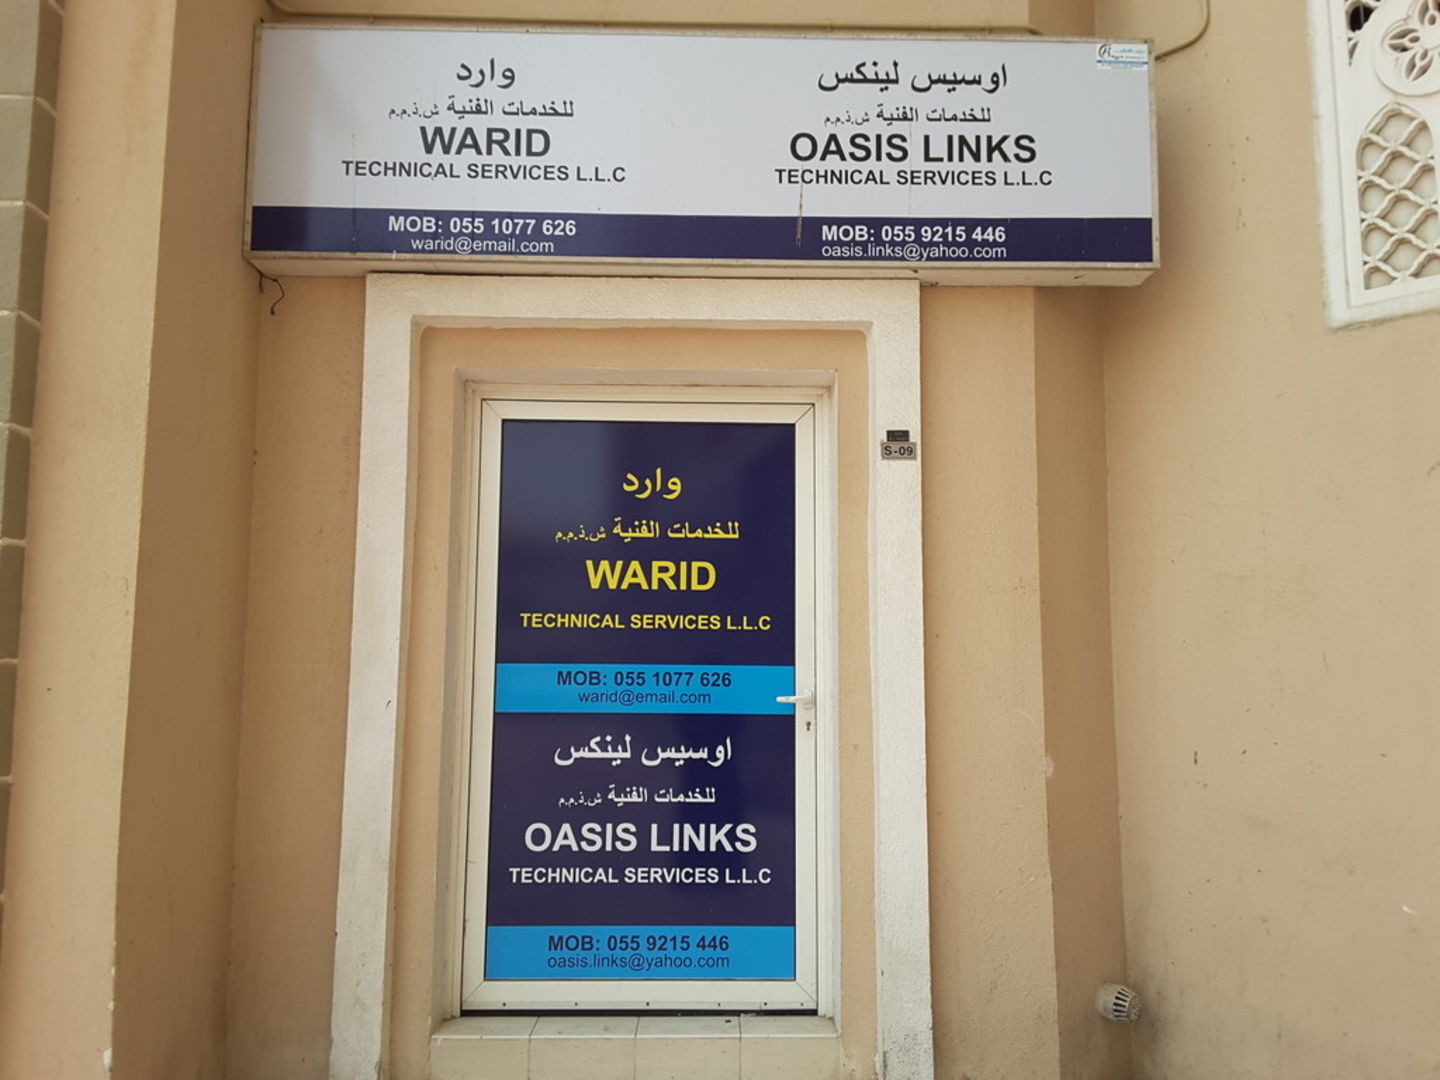 وارد
للخدمات الفنية ش.ذ.م.م
WARID
TECHNICAL SERVICES L.L.C
MOB: 055 1077 626
warid@email.com
اوسيس لينكس
للخدمات الفنية ش.ذ.م.م
OASIS LINKS
TECHNICAL SERVICES L.L.C
MOB: 055 9215 446
oasis.links@yahoo.com
S-09
وارد
للخدمات الفنية ش.ذ.م.م
WARID
TECHNICAL SERVICES L.L.C
MOB: 055 1077 626
warid@email.com
اوسيس لينكس
للخدمات الفنية ش.ذ.م.م
OASIS LINKS
TECHNICAL SERVICES L.L.C
MOB: 055 9215 446
oasis.links@yahoo.com